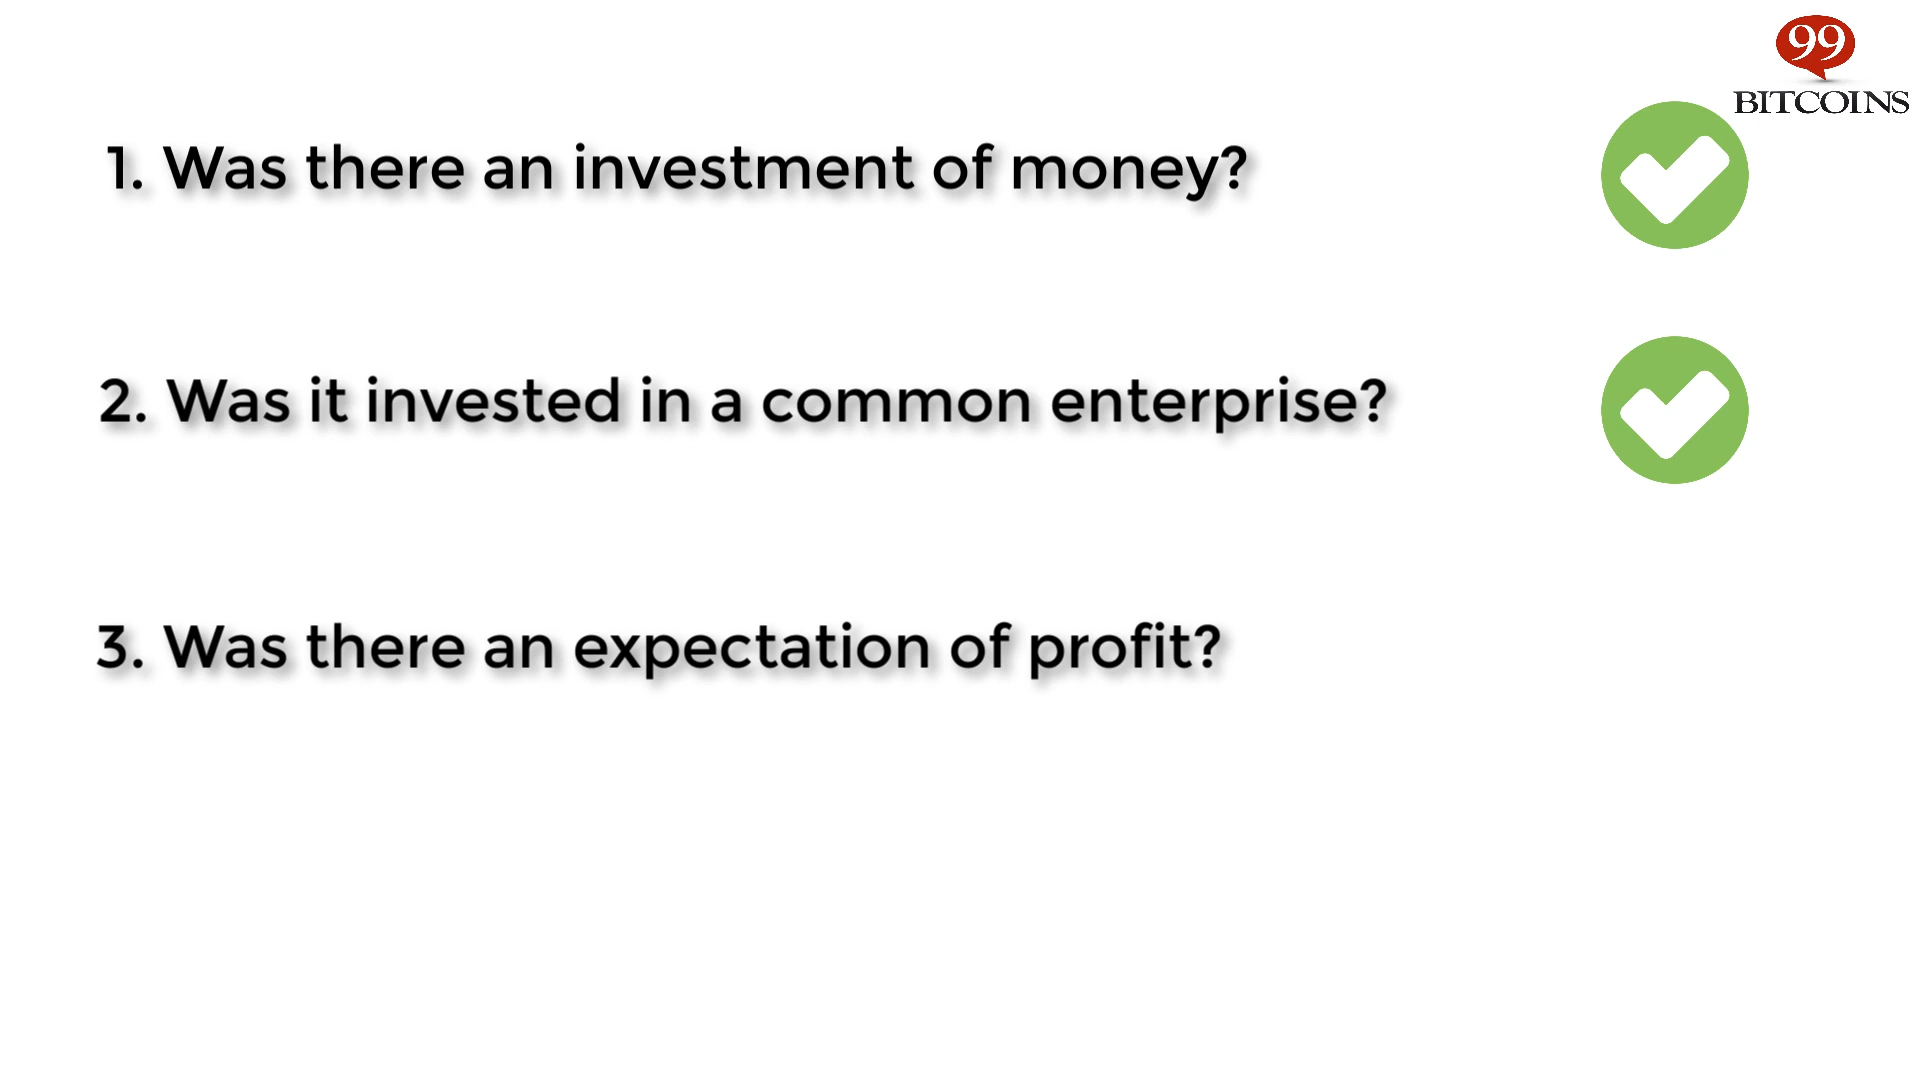 99
BITCOINS
1. Was there an investment of money?
2. Was it invested in a common enterprise?
3. Was there an expectation of profit?